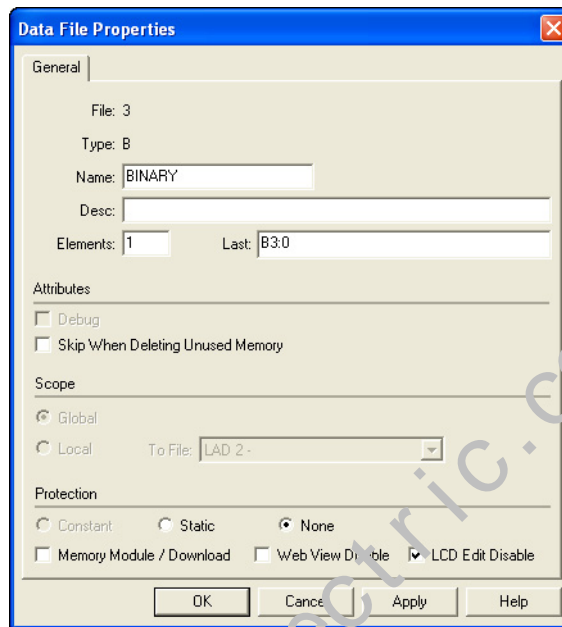 Data File Properties
General
File: 3
Type: B
Name: BINARY
Desc:
Elements: 1 Last: B3:0
Attributes
Debug
Skip When Deleting Unused Memory
Scope
Global
Local To File: LAD 2 -
Protection
Constant Static None
Memory Module / Download Web View Disable LCD Edit Disable
OK Cancel Apply Help
ctric.c